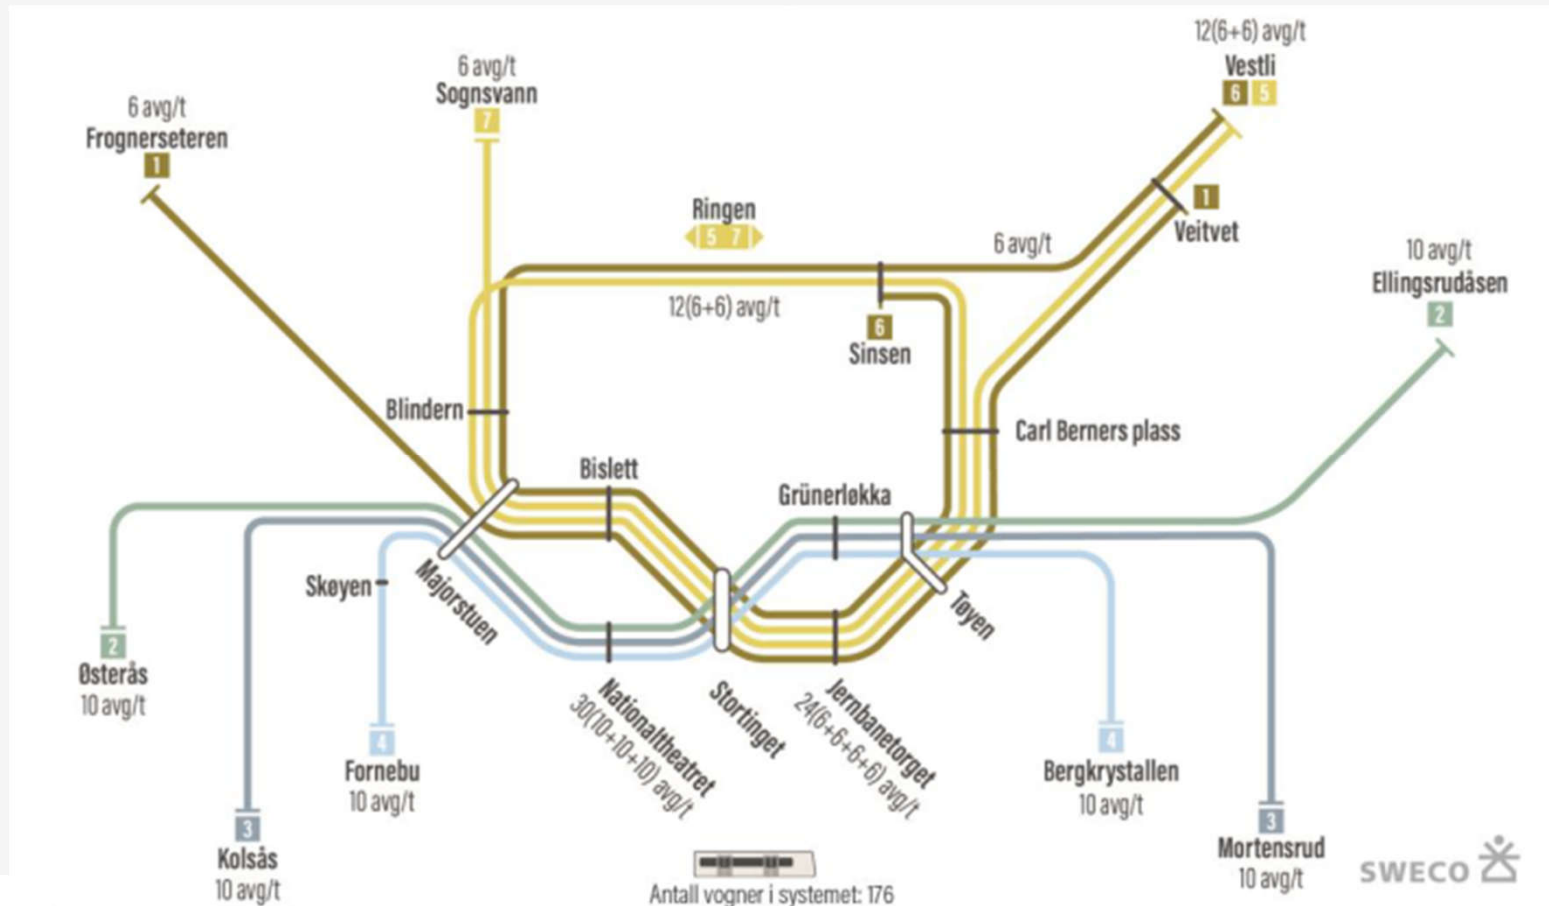 12(6+6) avg/t
Vestli
6 5
6 avg/t
Sognsvann
7
6 avg/t
Frognerseteren
1
1
Veitvet
Ringen
5 7
6 avg/t
10 avg/t
Ellingsrudåsen
2
12(6+6) avg/t
6
Sinsen
Blindern
Carl Berners plass
Bislett
Grünerløkka
Skøyen
Majorstuen
Tøyen
2
Østerås
10 avg/t
Nationaltheatret
30(10+10+10) avg/t
Stortinget
Jernbanetorget
24(6+6+6+6) avg/t
4
Fornebu
10 avg/t
4
Bergkrystallen
10 avg/t
3
Kolsås
10 avg/t
3
Mortensrud
10 avg/t
Antall vogner i systemet: 176
SWECO